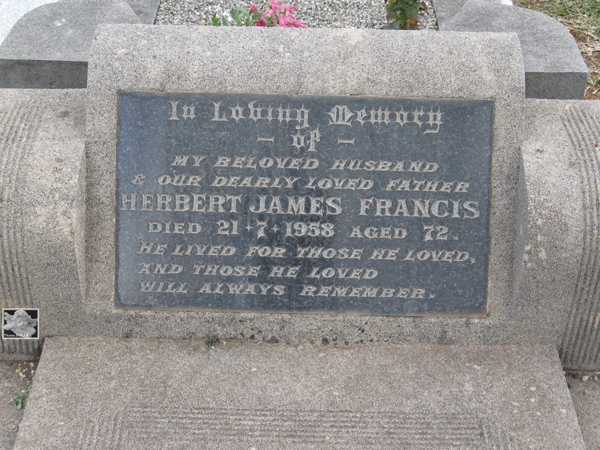 In Loving Memory
- of -
MY BELOVED HUSBAND
& OUR DEARLY LOVED FATHER
HERBERT JAMES FRANCIS
DIED 21-7-1958 AGED 72.
HE LIVED FOR THOSE HE LOVED,
AND THOSE HE LOVED
WILL ALWAYS REMEMBER.